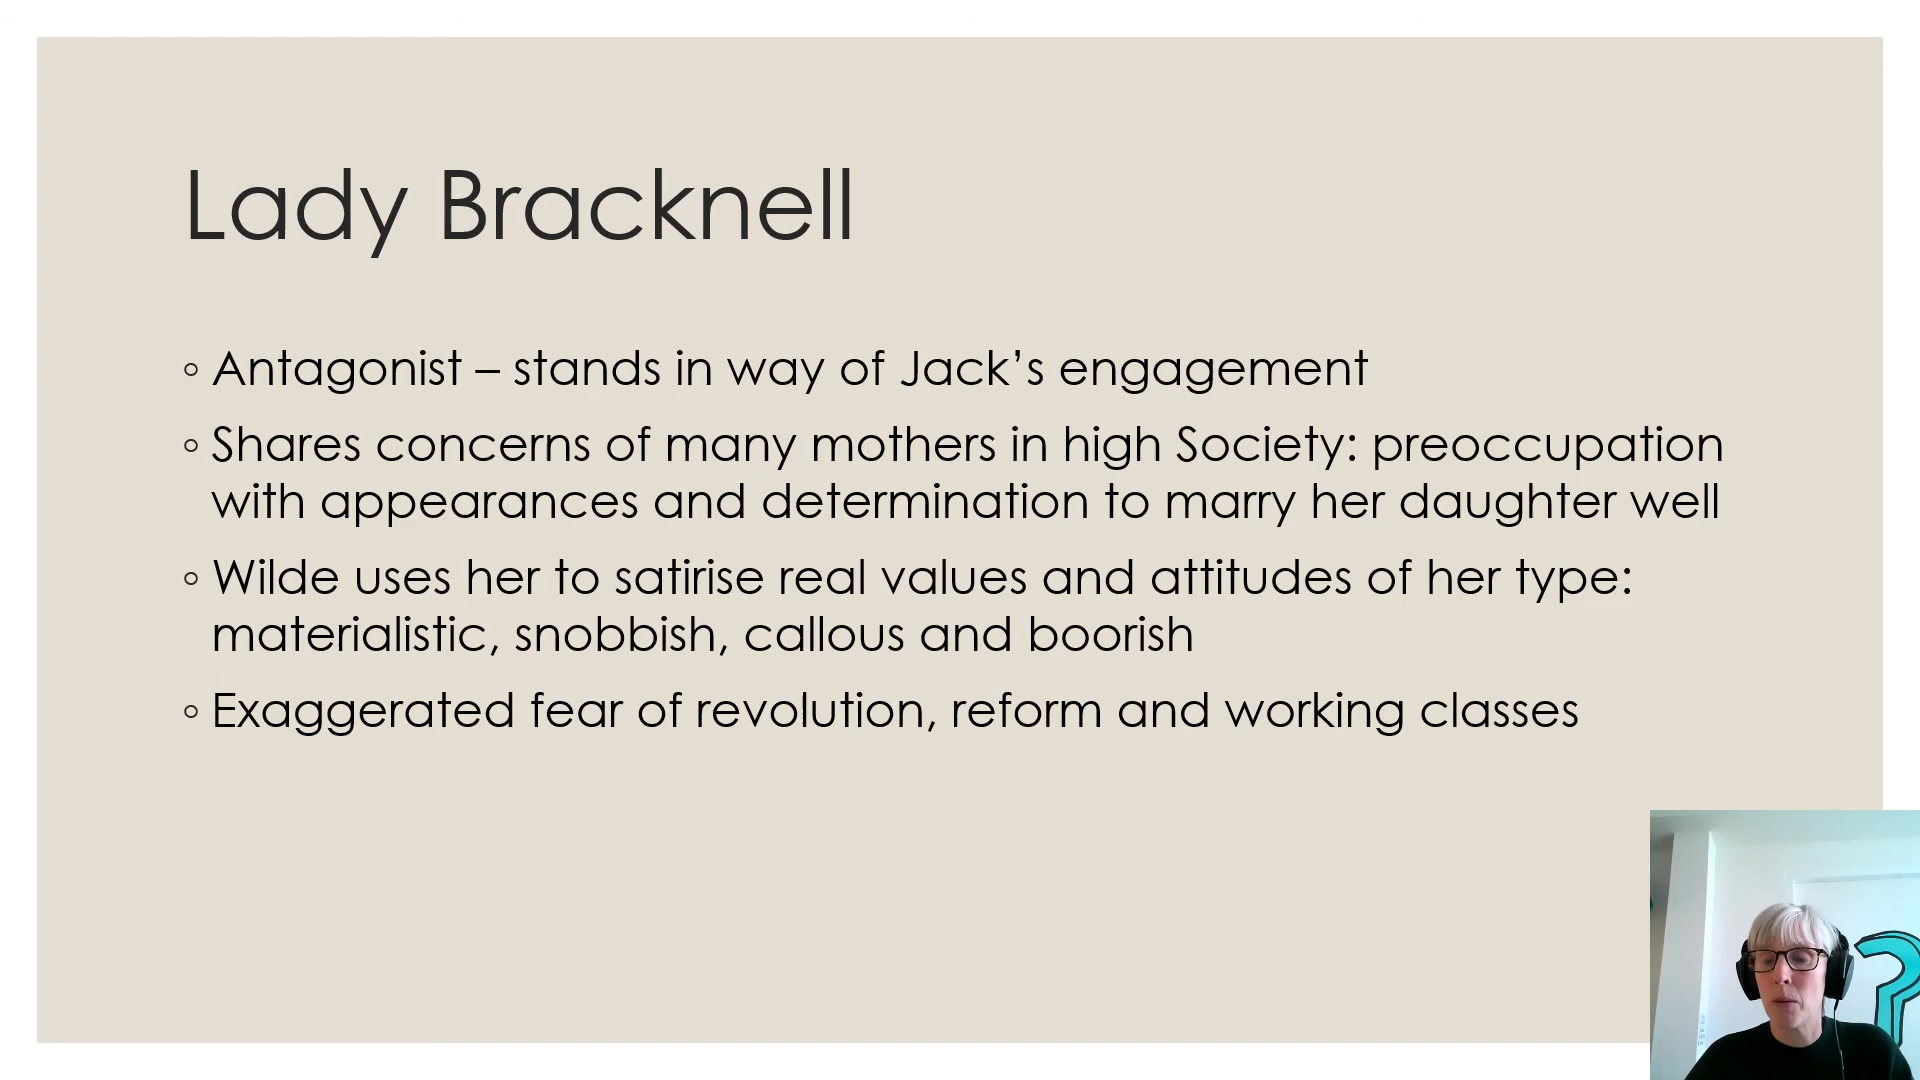 Lady Bracknell
◦ Antagonist – stands in way of Jack’s engagement
◦ Shares concerns of many mothers in high Society: preoccupation
with appearances and determination to marry her daughter well
◦ Wilde uses her to satirise real values and attitudes of her type:
materialistic, snobbish, callous and boorish
◦ Exaggerated fear of revolution, reform and working classes
?